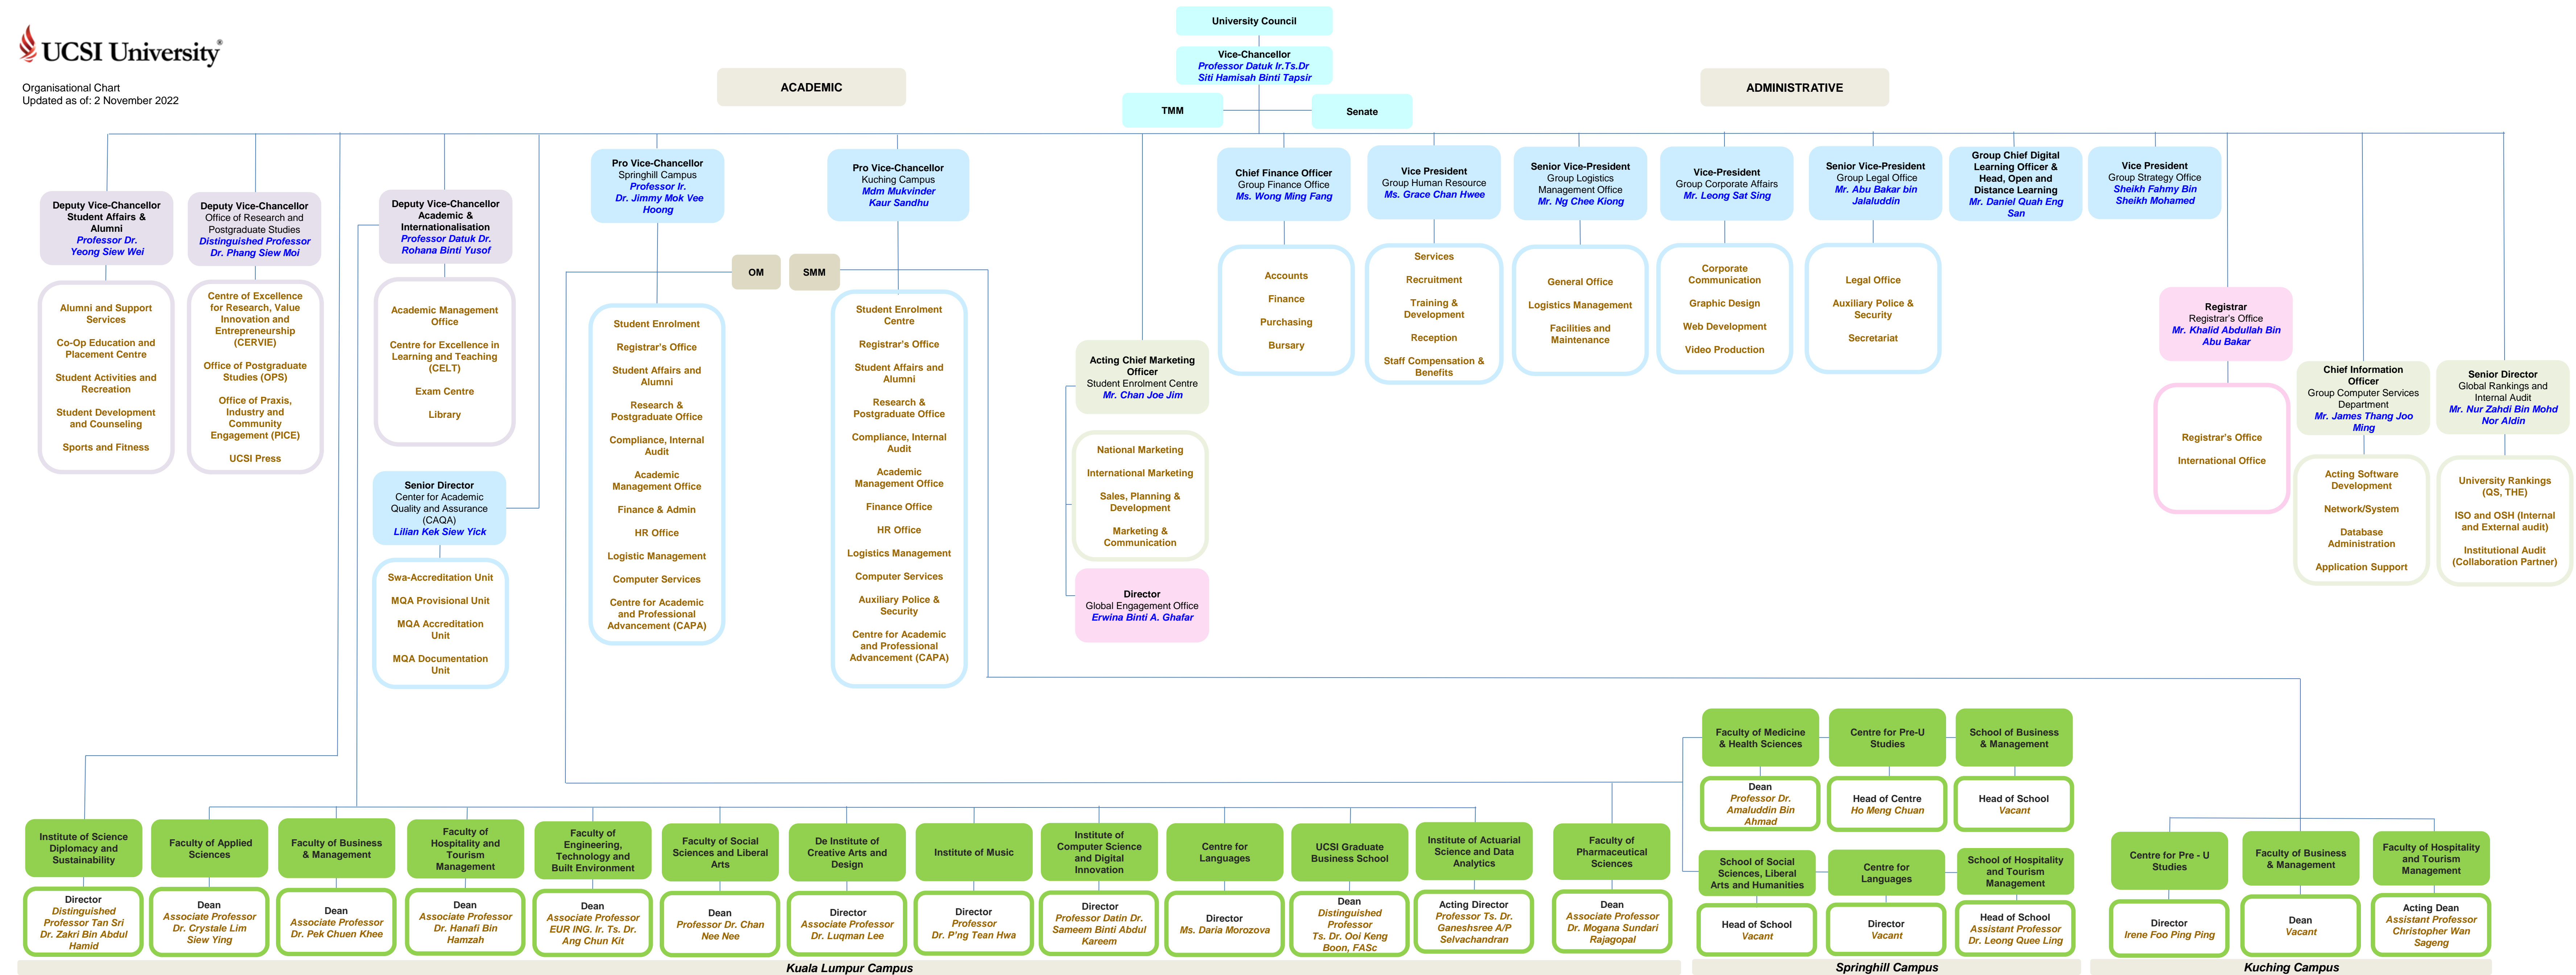 UCSI University®
Organisational Chart
Updated as of: 2 November 2022
University Council
Vice-Chancellor
Professor Datuk Ir.Ts.Dr
Siti Hamisah Binti Tapsir
ACADEMIC
ADMINISTRATIVE
TMM
Senate
Deputy Vice-Chancellor
Student Affairs &
Alumni
Professor Dr.
Yeong Siew Wei
Alumni and Support
Services
Co-Op Education and
Placement Centre
Student Activities and
Recreation
Student Development
and Counseling
Sports and Fitness
Deputy Vice-Chancellor
Office of Research and
Postgraduate Studies
Distinguished Professor
Dr. Phang Siew Moi
Centre of Excellence
for Research, Value
Innovation and
Entrepreneurship
(CERVIE)
Office of Postgraduate
Studies (OPS)
Office of Praxis,
Industry and
Community
Engagement (PICE)
UCSI Press
Deputy Vice-Chancellor
Academic &
Internationalisation
Professor Datuk Dr.
Rohana Binti Yusof
Academic Management
Office
Centre for Excellence in
Learning and Teaching
(CELT)
Exam Centre
Library
Senior Director
Center for Academic
Quality and Assurance
(CAQA)
Lilian Kek Siew Yick
Swa-Accreditation Unit
MQA Provisional Unit
MQA Accreditation
Unit
MQA Documentation
Unit
Pro Vice-Chancellor
Springhill Campus
Professor Ir.
Dr. Jimmy Mok Vee
Hoong
OM
SMM
Student Enrolment
Registrar's Office
Student Affairs and
Alumni
Research &
Postgraduate Office
Compliance, Internal
Audit
Academic
Management Office
Finance & Admin
HR Office
Logistic Management
Computer Services
Centre for Academic
and Professional
Advancement (CAPA)
Pro Vice-Chancellor
Kuching Campus
Mdm Mukvinder
Kaur Sandhu
Student Enrolment
Centre
Registrar's Office
Student Affairs and
Alumni
Research &
Postgraduate Office
Compliance, Internal
Audit
Academic
Management Office
Finance Office
HR Office
Logistics Management
Computer Services
Auxiliary Police &
Security
Centre for Academic
and Professional
Advancement (CAPA)
Acting Chief Marketing
Officer
Student Enrolment Centre
Mr. Chan Joe Jim
National Marketing
International Marketing
Sales, Planning &
Development
Marketing &
Communication
Director
Global Engagement Office
Erwina Binti A. Ghafar
Chief Finance Officer
Group Finance Office
Ms. Wong Ming Fang
Accounts
Finance
Purchasing
Bursary
Vice President
Group Human Resource
Ms. Grace Chan Hwee
Services
Recruitment
Training &
Development
Reception
Staff Compensation &
Benefits
Senior Vice-President
Group Logistics
Management Office
Mr. Ng Chee Kiong
General Office
Logistics Management
Facilities and
Maintenance
Vice-President
Group Corporate Affairs
Mr. Leong Sat Sing
Corporate
Communication
Graphic Design
Web Development
Video Production
Senior Vice-President
Group Legal Office
Mr. Abu Bakar bin
Jalaluddin
Legal Office
Auxiliary Police &
Security
Secretariat
Group Chief Digital
Learning Officer &
Head, Open and
Distance Learning
Mr. Daniel Quah Eng
San
Vice President
Group Strategy Office
Sheikh Fahmy Bin
Sheikh Mohamed
Registrar
Registrar's Office
Mr. Khalid Abdullah Bin
Abu Bakar
Registrar's Office
International Office
Chief Information
Officer
Group Computer Services
Department
Mr. James Thang Joo
Ming
Acting Software
Development
Network/System
Database
Administration
Application Support
Senior Director
Global Rankings and
Internal Audit
Mr. Nur Zahdi Bin Mohd
Nor Aldin
University Rankings
(QS, THE)
ISO and OSH (Internal
and External audit)
Institutional Audit
(Collaboration Partner)
Institute of Science
Diplomacy and
Sustainability
Director
Distinguished
Professor Tan Sri
Dr. Zakri Bin Abdul
Hamid
Faculty of Applied
Sciences
Dean
Associate Professor
Dr. Crystale Lim
Siew Ying
Faculty of Business
& Management
Dean
Associate Professor
Dr. Pek Chuen Khee
Faculty of
Hospitality and
Tourism
Management
Dean
Associate Professor
Dr. Hanafi Bin
Hamzah
Faculty of
Engineering,
Technology and
Built Environment
Dean
Associate Professor
EUR ING. Ir. Ts. Dr.
Ang Chun Kit
Faculty of Social
Sciences and Liberal
Arts
Dean
Professor Dr. Chan
Nee Nee
De Institute of
Creative Arts and
Design
Director
Associate Professor
Dr. Luqman Lee
Institute of Music
Director
Professor
Dr. P'ng Tean Hwa
Institute of
Computer Science
and Digital
Innovation
Director
Professor Datin Dr.
Sameem Binti Abdul
Kareem
Centre for
Languages
Director
Ms. Daria Morozova
UCSI Graduate
Business School
Dean
Distinguished
Professor
Ts. Dr. Ooi Keng
Boon, FASc
Institute of Actuarial
Science and Data
Analytics
Acting Director
Professor Ts. Dr.
Ganeshsree A/P
Selvachandran
Faculty of
Pharmaceutical
Sciences
Dean
Associate Professor
Dr. Mogana Sundari
Rajagopal
Kuala Lumpur Campus
Faculty of Medicine
& Health Sciences
Dean
Professor Dr.
Amaluddin Bin
Ahmad
Centre for Pre-U
Studies
Head of Centre
Ho Meng Chuan
School of Business
& Management
Head of School
Vacant
School of Social
Sciences, Liberal
Arts and Humanities
Head of School
Vacant
Centre for
Languages
Director
Vacant
School of Hospitality
and Tourism
Management
Head of School
Assistant Professor
Dr. Leong Quee Ling
Springhill Campus
Centre for Pre - U
Studies
Director
Irene Foo Ping Ping
Faculty of Business
& Management
Dean
Vacant
Faculty of Hospitality
and Tourism
Management
Acting Dean
Assistant Professor
Christopher Wan
Sageng
Kuching Campus